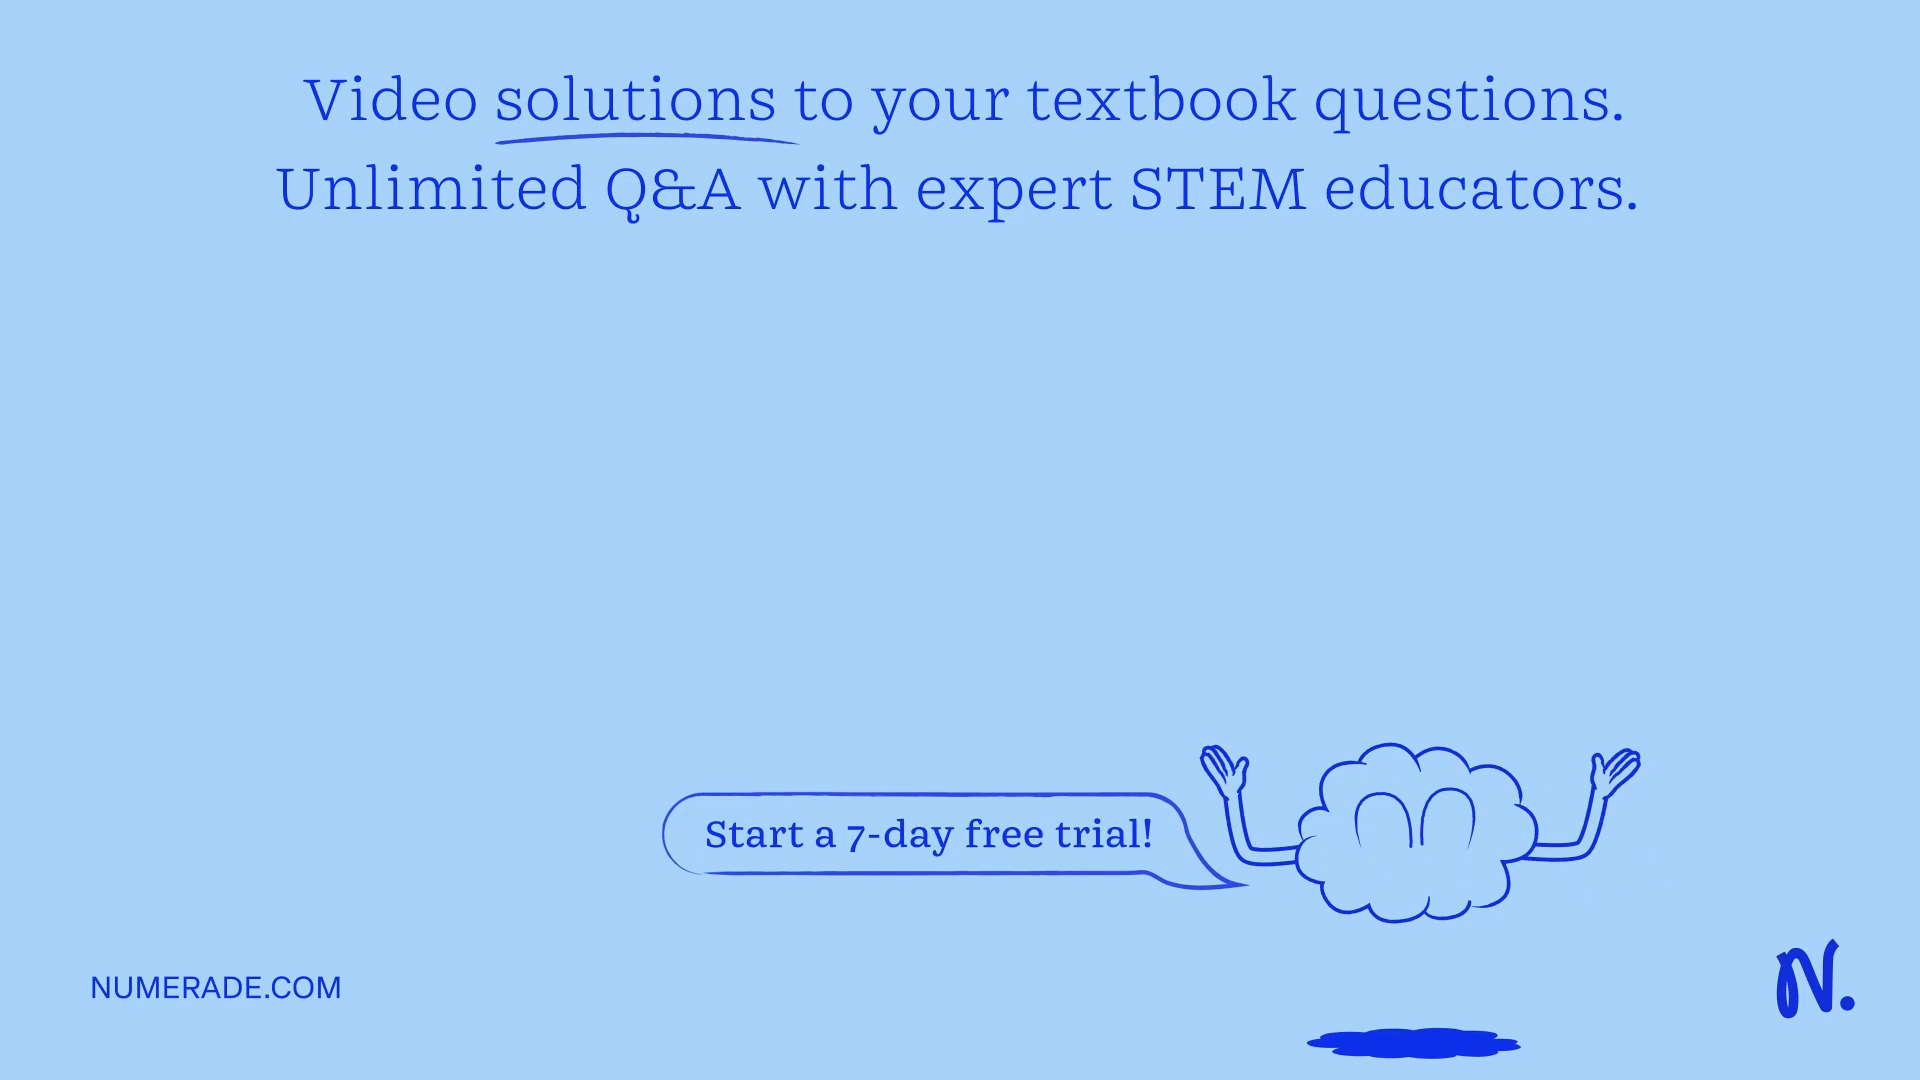 Video solutions to your textbook questions.
Unlimited Q&A with expert STEM educators.
Start a 7-day free trial!
NUMERADE.COM
N.